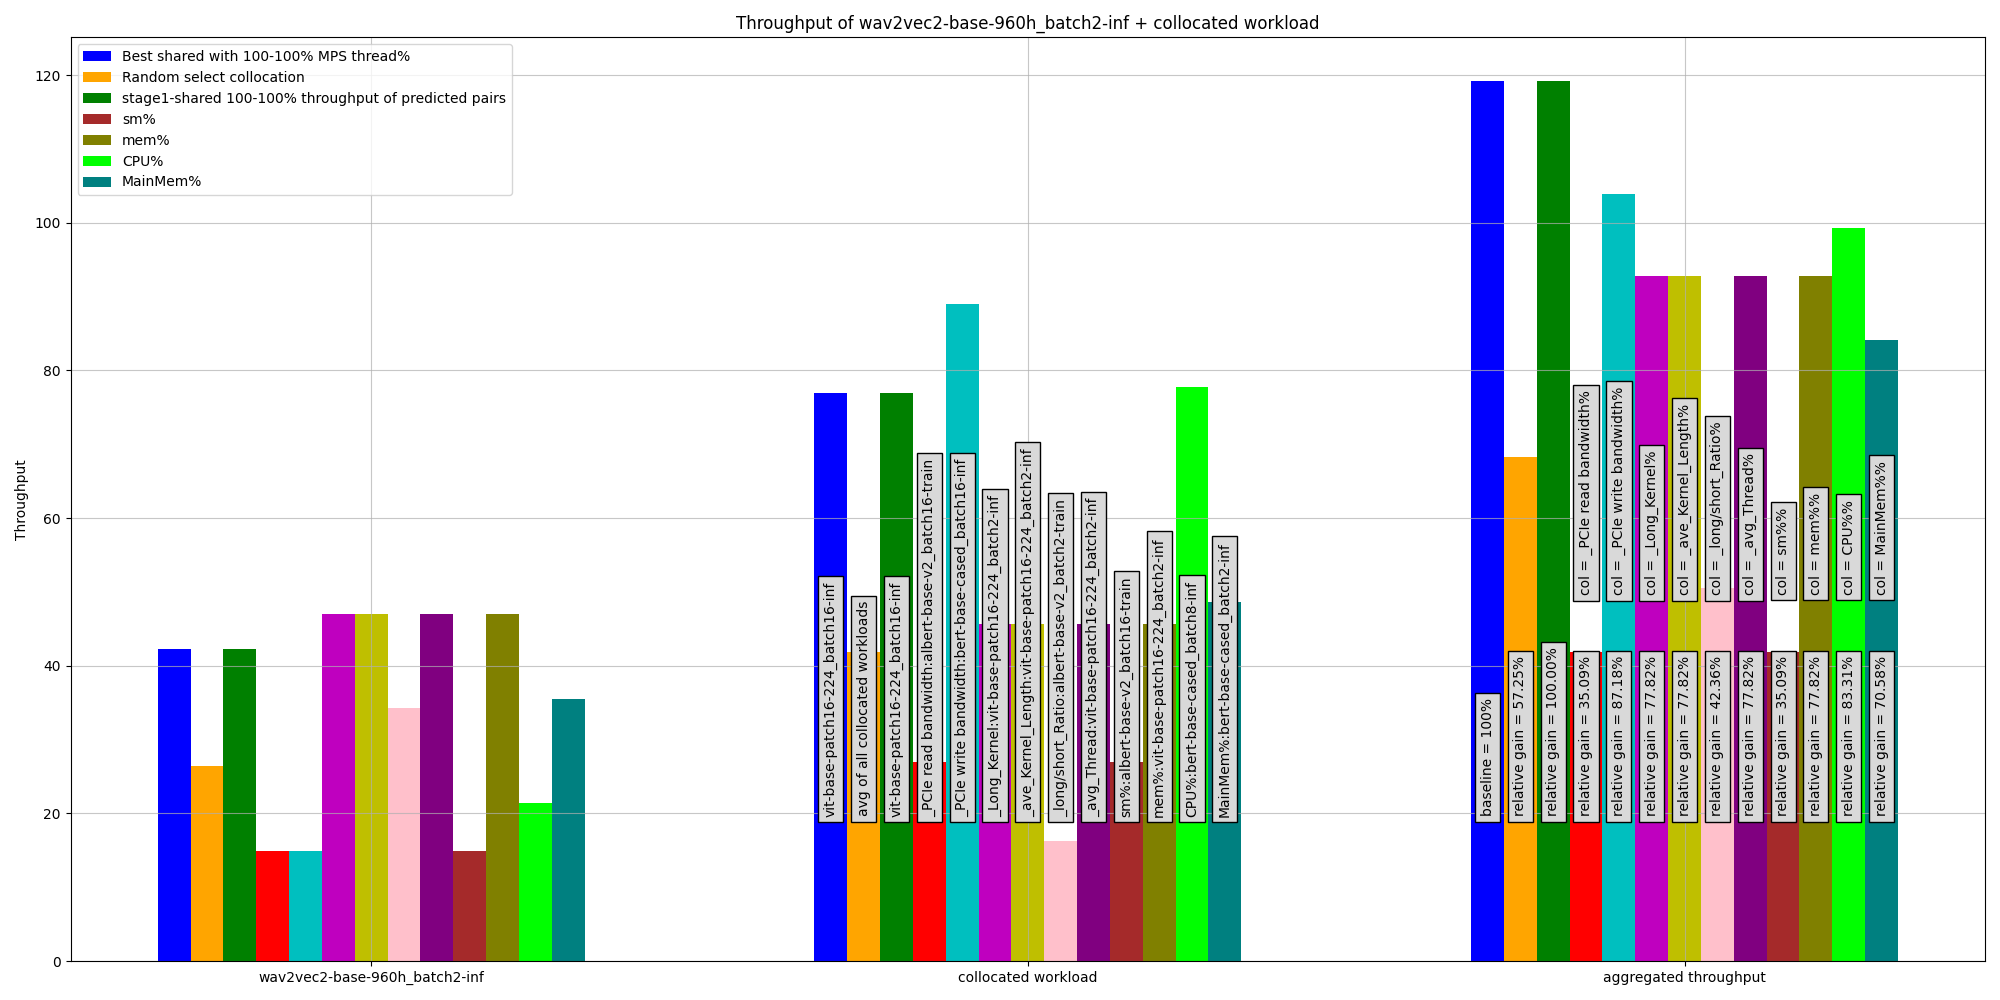 Throughput of wav2vec2-base-960h_batch2-inf + collocated workload
Best shared with 100-100% MPS thread%
Random select collocation
stage1-shared 100-100% throughput of predicted pairs
sm%
mem%
CPU%
MainMem%
Throughput
120
100
80
60
40
20
0
vit-base-patch16-224_batch16-inf
avg of all collocated workloads
vit-base-patch16-224_batch16-inf
_PCIe read bandwidth:albert-base-v2_batch16-train
_PCIe write bandwidth:bert-base-cased_batch16-inf
_Long_Kernel:vit-base-patch16-224_batch2-inf
_ave_Kernel_Length:vit-base-patch16-224_batch2-inf
_long/short_Ratio:albert-base-v2_batch2-train
_avg_Thread:vit-base-patch16-224_batch2-inf
sm%:albert-base-v2_batch16-train
mem%:vit-base-patch16-224_batch2-inf
CPU%:bert-base-cased_batch8-inf
MainMem%:bert-base-cased_batch2-inf
col = _PCIe read bandwidth%
col = _PCIe write bandwidth%
col = _Long_Kernel%
col = _ave_Kernel_Length%
col = _long/short_Ratio%
col = _avg_Thread%
col = sm%%
col = mem%%
col = CPU%%
col = MainMem%%
baseline = 100%
relative gain = 57.25%
relative gain = 100.00%
relative gain = 35.09%
relative gain = 87.18%
relative gain = 77.82%
relative gain = 77.82%
relative gain = 42.36%
relative gain = 77.82%
relative gain = 35.09%
relative gain = 77.82%
relative gain = 83.31%
relative gain = 70.58%
wav2vec2-base-960h_batch2-inf
collocated workload
aggregated throughput